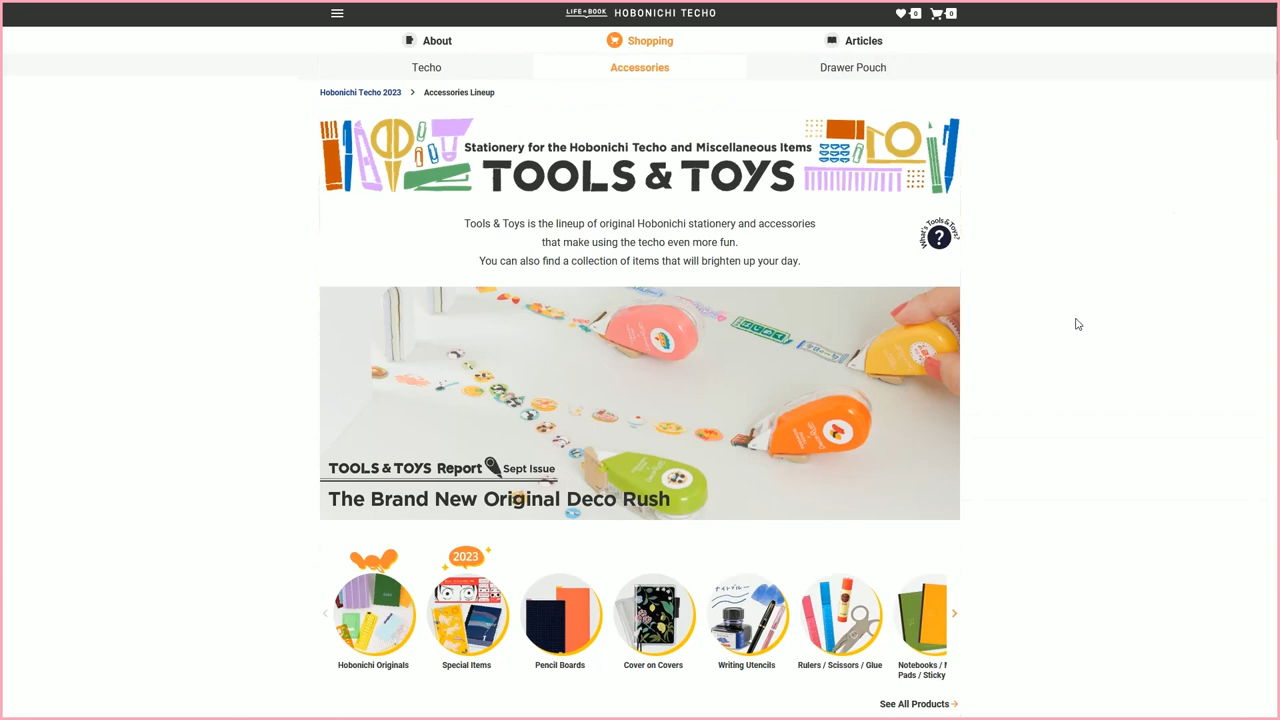 LIFE の BOOK HOBONICHI TECHO
0
0
About
Shopping
Articles
Techo
Accessories
Drawer Pouch
Hobonichi Techo 2023 > Accessories Lineup
Stationery for the Hobonichi Techo and Miscellaneous Items
TOOLS & TOYS
Tools & Toys is the lineup of original Hobonichi stationery and accessories
that make using the techo even more fun.
You can also find a collection of items that will brighten up your day.
What's Tools & Toys?
?
TOOLS & TOYS Report Sept Issue
The Brand New Original Deco Rush
2023
Hobonichi Originals
Special Items
Pencil Boards
Cover on Covers
Writing Utencils
Rulers / Scissors / Glue
Notebooks /
Pads / Sticky
See All Products